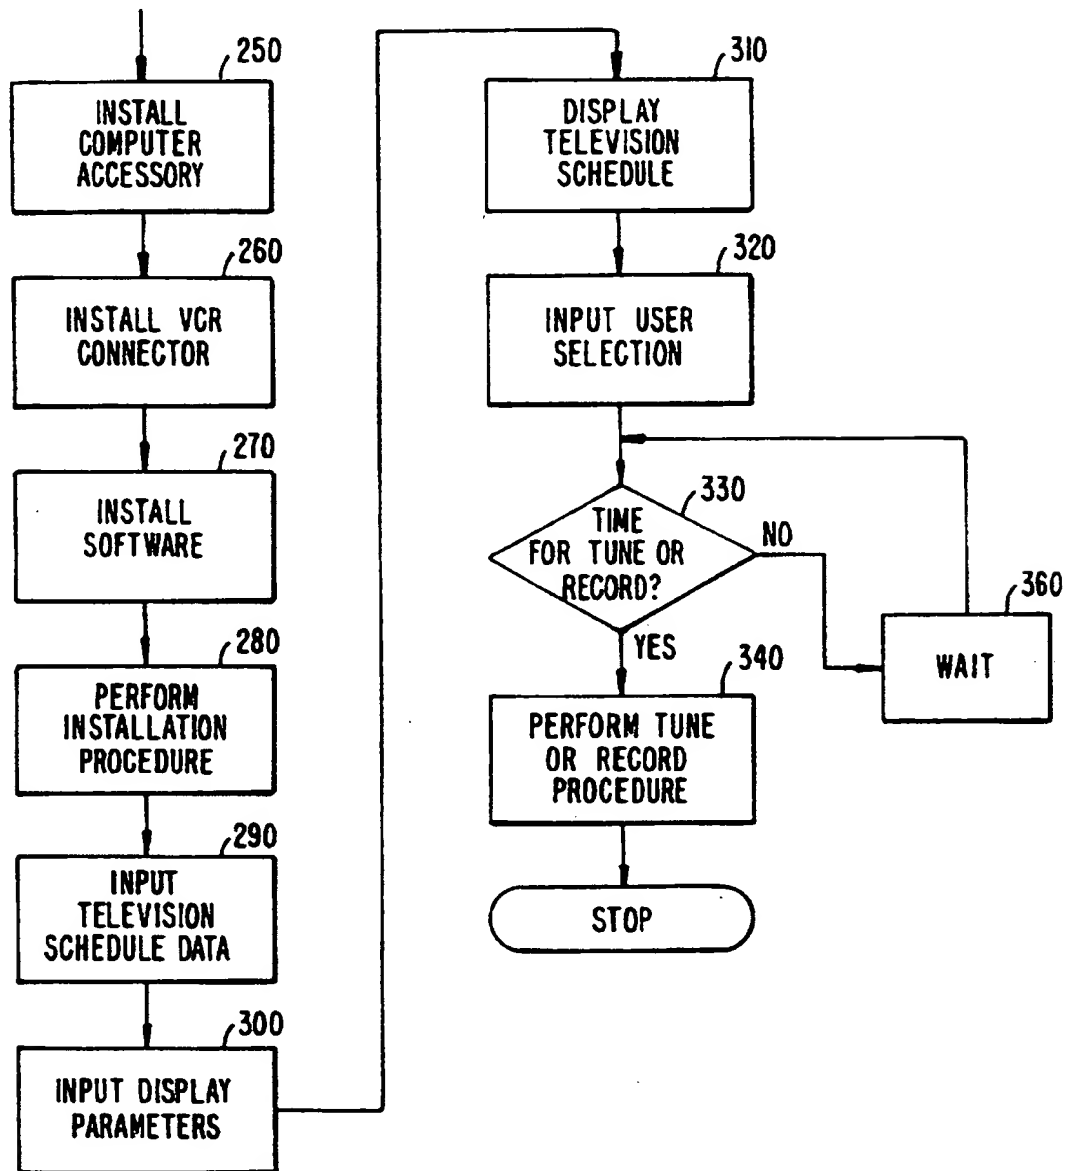 250
INSTALL
COMPUTER
ACCESSORY
260
INSTALL VCR
CONNECTOR
270
INSTALL
SOFTWARE
280
PERFORM
INSTALLATION
PROCEDURE
290
INPUT
TELEVISION
SCHEDULE DATA
300
INPUT DISPLAY
PARAMETERS
310
DISPLAY
TELEVISION
SCHEDULE
320
INPUT USER
SELECTION
330
TIME
FOR TUNE OR
RECORD?
NO
YES
360
WAIT
340
PERFORM TUNE
OR RECORD
PROCEDURE
STOP